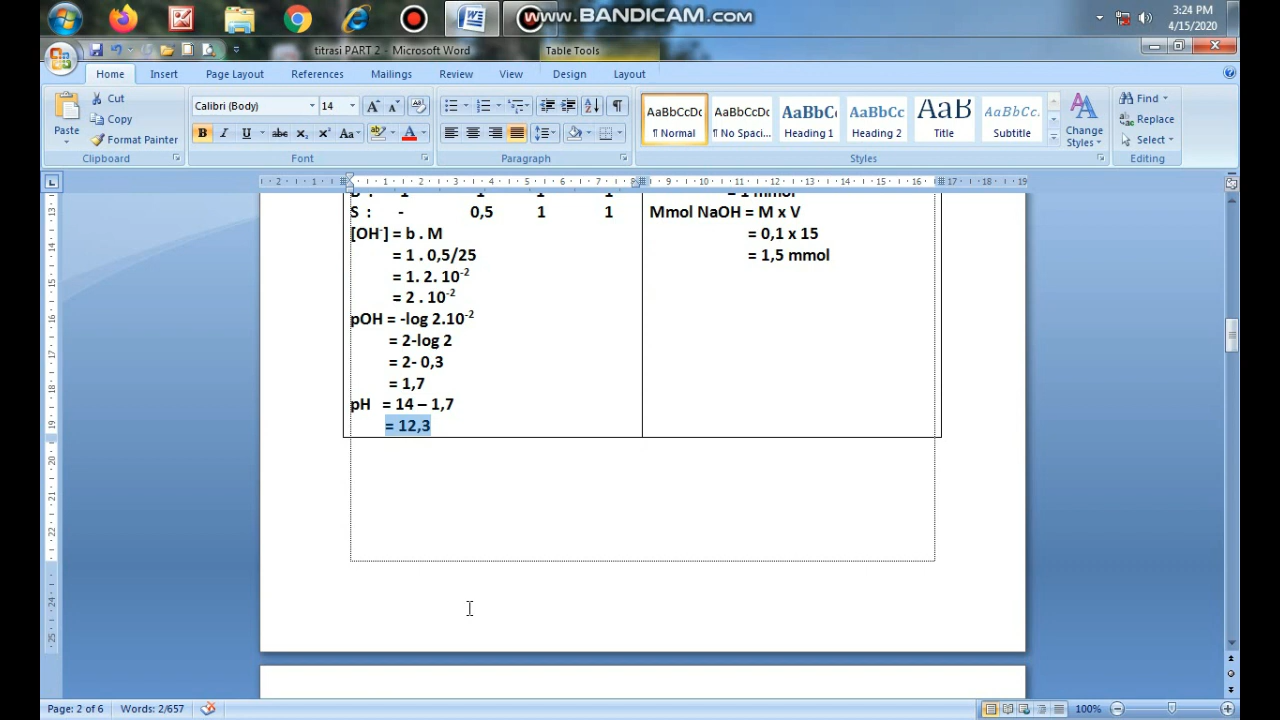 www.BANDICAM.com
3:24 PM
4/15/2020
titrasi PART 2 - Microsoft Word
Table Tools
Home Insert Page Layout References Mailings Review View Design Layout
Paste
Cut
Copy
Format Painter
Clipboard
Calibri (Body) 14
Font
Paragraph
AaBbCcDc AaBbCcDc AaBbC AaBbCc AaB AaBbCc.
¶ Normal ¶ No Spaci... Heading 1 Heading 2 Title Subtitle
Change Styles
Styles
Find
Replace
Select
Editing
S : - 0,5 1 1
[OH⁻] = b . M
= 1 . 0,5/25
= 1. 2. 10⁻²
= 2 . 10⁻²
pOH = -log 2.10⁻²
= 2-log 2
= 2- 0,3
= 1,7
pH = 14 – 1,7
= 12,3
= 1 mmol
Mmol NaOH = M x V
= 0,1 x 15
= 1,5 mmol
Page: 2 of 6 Words: 2/657 100%